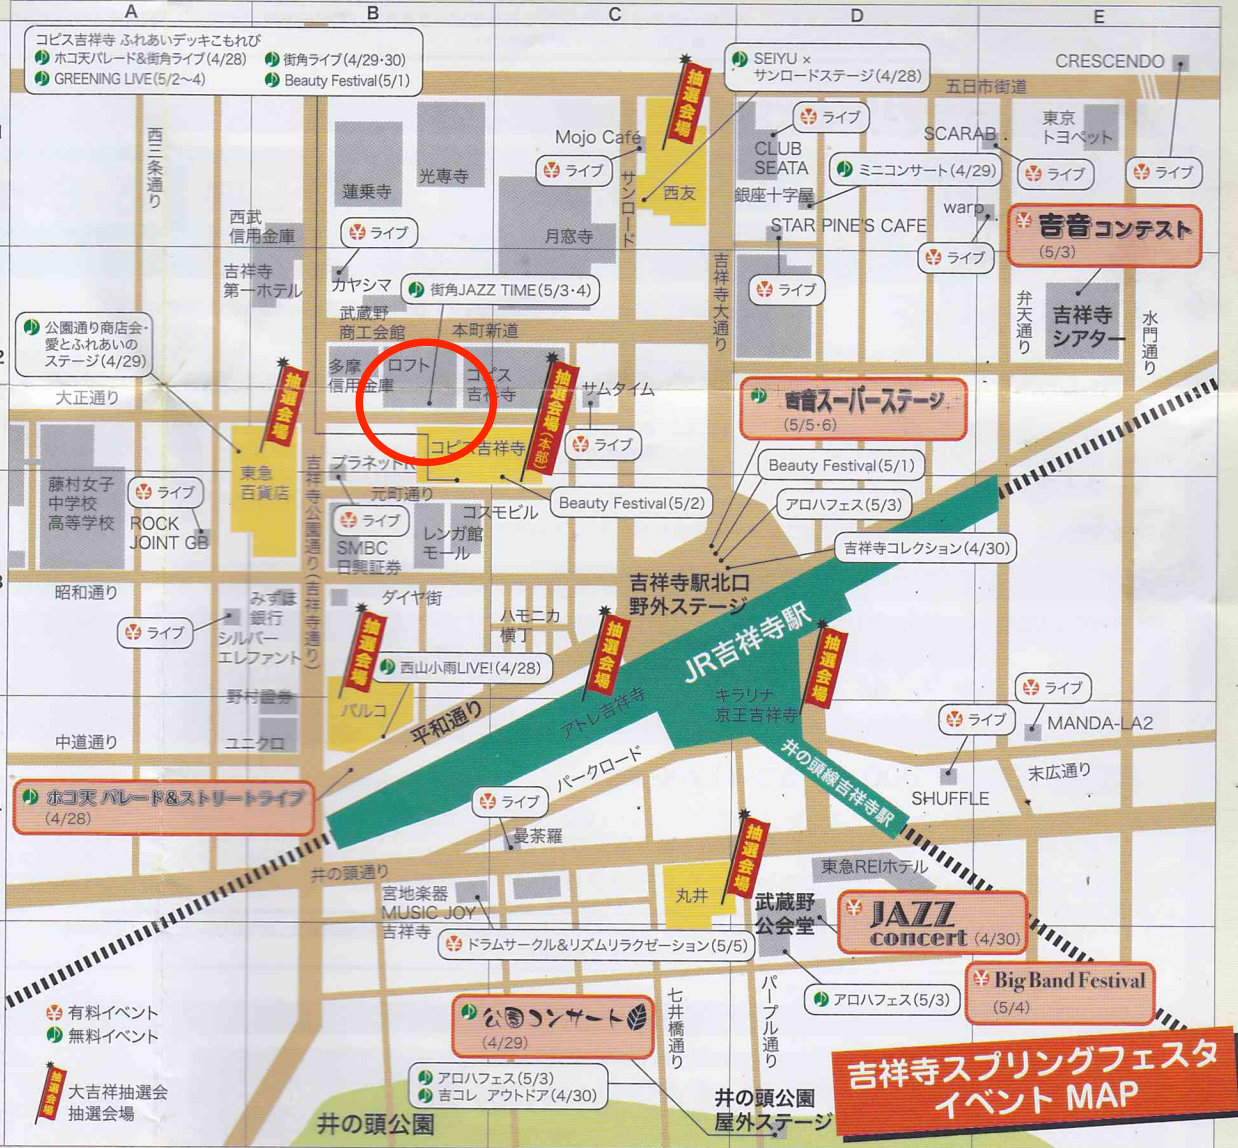 A
B
C
D
E
コピス吉祥寺 ふれあいデッキこもれび
ホコ天パレード&街角ライブ(4/28)
街角ライブ(4/29・30)
GREENING LIVE(5/2〜4)
Beauty Festival(5/1)
抽選会場
SEIYU ×
サンロードステージ(4/28)
CRESCENDO
五日市街道
西三条通り
蓮乗寺
光専寺
Mojo Café
ライブ
サンロード
西友
CLUB
SEATA
ライブ
SCARAB
東京
トヨペット
ミニコンサート(4/29)
ライブ
ライブ
銀座十字屋
warp
STAR PINE'S CAFE
吉音コンテスト
(5/3)
西武
信用金庫
ライブ
月窓寺
ライブ
吉祥寺
第一ホテル
カヤシマ
街角JAZZ TIME(5/3・4)
吉祥寺大通り
ライブ
弁天通り
吉祥寺
シアター
水門通り
武蔵野
商工会館
本町新道
公園通り商店会・
愛とふれあいの
ステージ(4/29)
2
多摩
信用金庫
ロフト
コピス
吉祥寺
抽選会場
抽選会場(本部)
サムタイム
大正通り
吉音スーパーステージ
(5/5・6)
ライブ
コピス吉祥寺
プラネットK
東急
百貨店
Beauty Festival(5/1)
藤村女子
中学校
高等学校
ライブ
元町通り
Beauty Festival(5/2)
アロハフェス(5/3)
コスモビル
ROCK
JOINT GB
ライブ
レンガ館
モール
SMBC
日興証券
吉祥寺コレクション(4/30)
吉祥寺公園通り(吉祥寺通り)
3
昭和通り
吉祥寺駅北口
野外ステージ
みずほ
銀行
ダイヤ街
ハモニカ
横丁
抽選会場
抽選会場
JR吉祥寺駅
抽選会場
ライブ
シルバー
エレファント
西山小雨LIVE!(4/28)
野村證券
パルコ
平和通り
アトレ吉祥寺
キラリナ
京王吉祥寺
ライブ
ライブ
MANDA-LA2
中道通り
ユニクロ
パークロード
井の頭線吉祥寺駅
末広通り
ホコ天 パレード&ストリートライブ
(4/28)
ライブ
SHUFFLE
曼荼羅
抽選会場
井の頭通り
東急REIホテル
宮地楽器
MUSIC JOY
吉祥寺
丸井
武蔵野
公会堂
JAZZ
concert (4/30)
ドラムサークル&リズムリラクゼーション(5/5)
Big Band Festival
(5/4)
有料イベント
無料イベント
公園コンサート
(4/29)
七井橋通り
パープル通り
アロハフェス(5/3)
抽選会場
大吉祥抽選会
抽選会場
アロハフェス(5/3)
吉コレ アウトドア(4/30)
井の頭公園
井の頭公園
屋外ステージ
吉祥寺スプリングフェスタ
イベント MAP